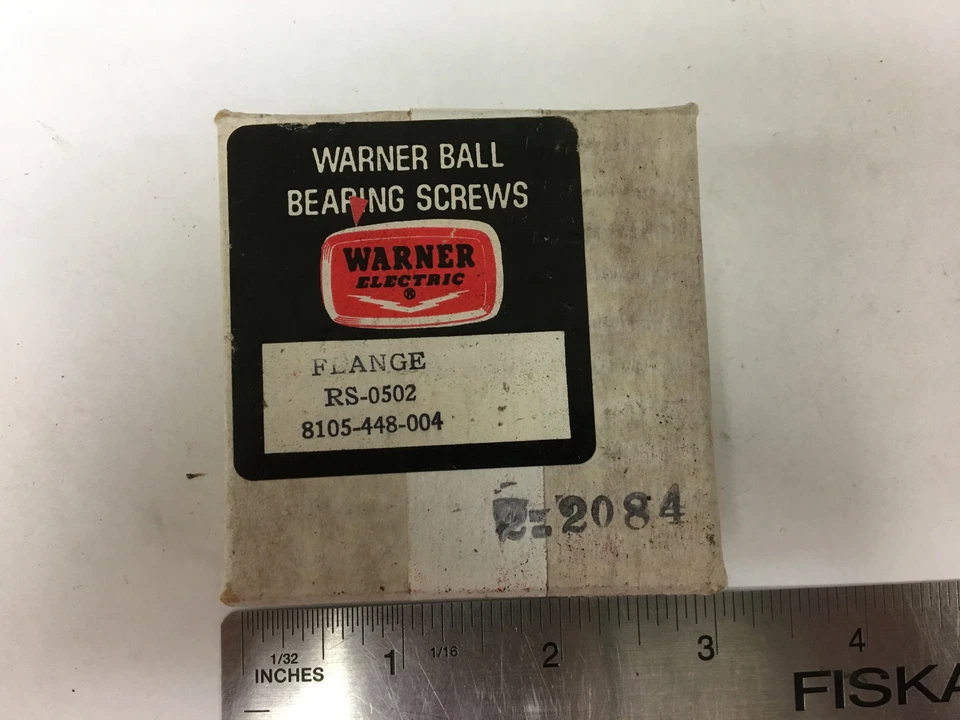 WARNER BALL
BEARING SCREWS
WARNER
ELECTRIC
®
FLANGE
RS-0502
8105-448-004
2-2084
1/32 1 1/16 2 3 4
INCHES
FISKA